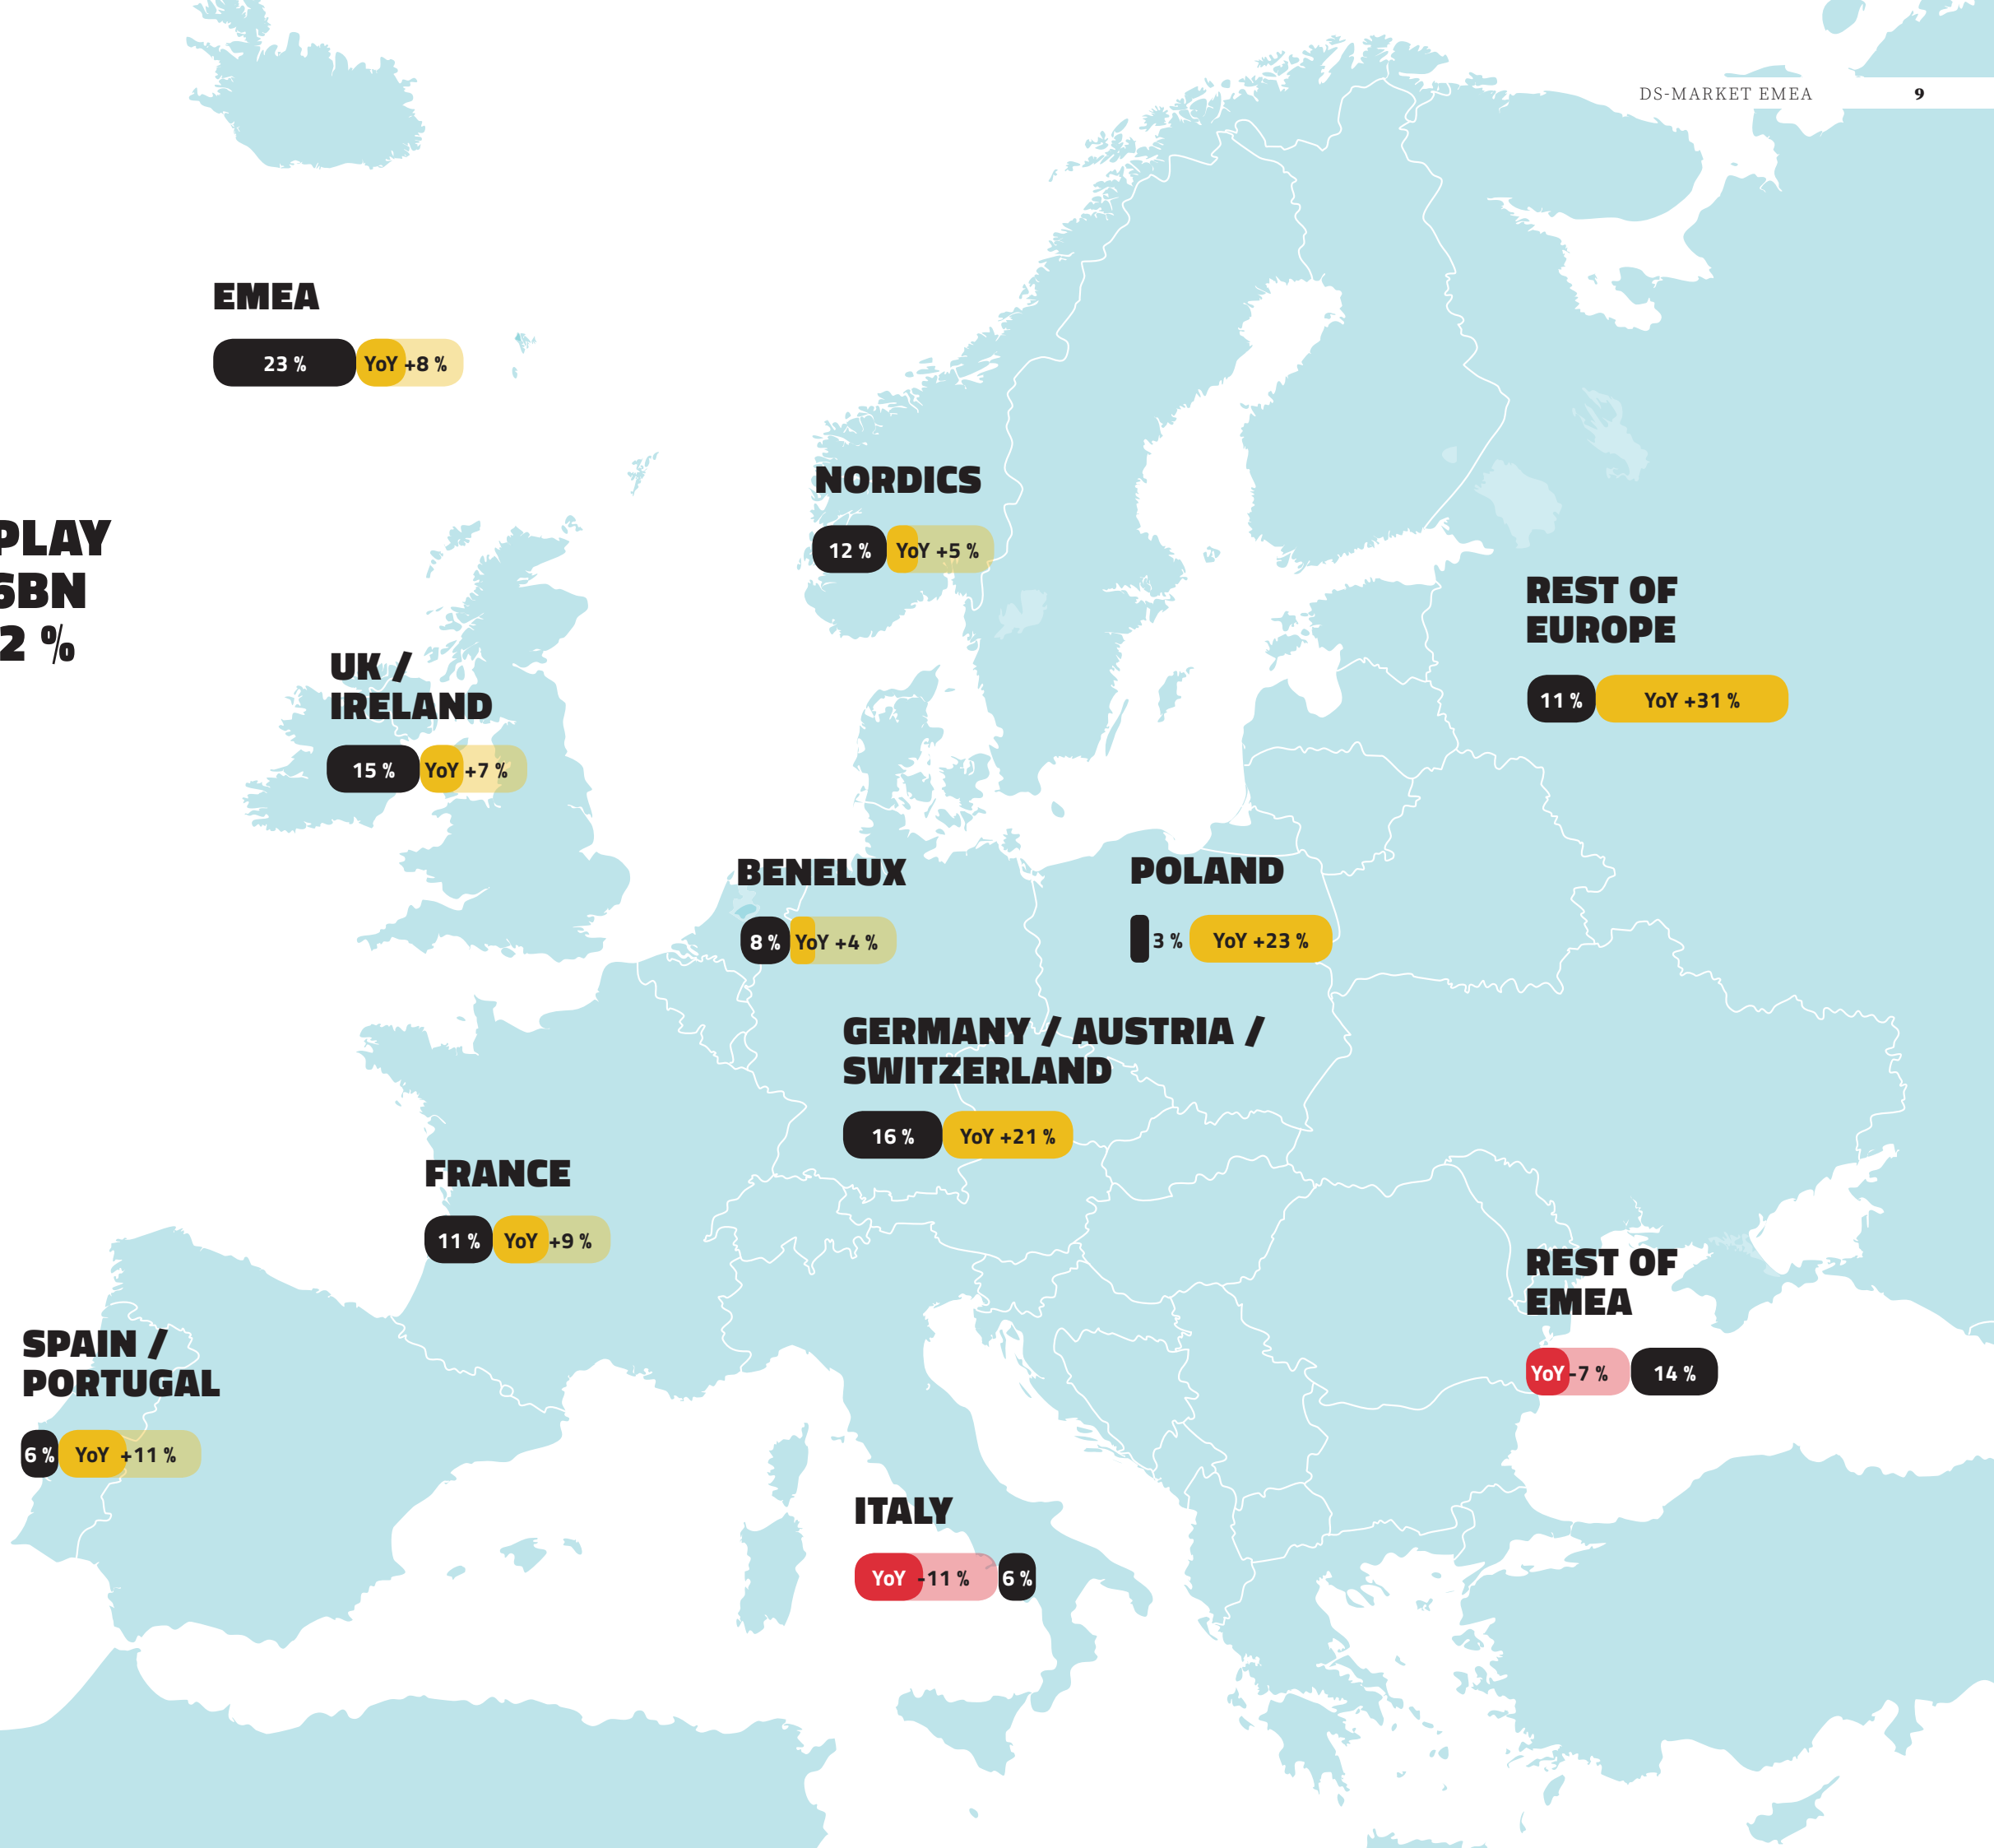 DS-MARKET EMEA 9
EMEA
23 % YoY +8 %
NORDICS
12 % YoY +5 %
PLAY
6BN
2 %
REST OF
EUROPE
11 % YoY +31 %
UK /
IRELAND
15 % YoY +7 %
BENELUX
8 % YoY +4 %
POLAND
3 % YoY +23 %
GERMANY / AUSTRIA /
SWITZERLAND
16 % YoY +21 %
FRANCE
11 % YoY +9 %
REST OF
EMEA
YoY -7 % 14 %
SPAIN /
PORTUGAL
6 % YoY +11 %
ITALY
YoY -11 % 6 %